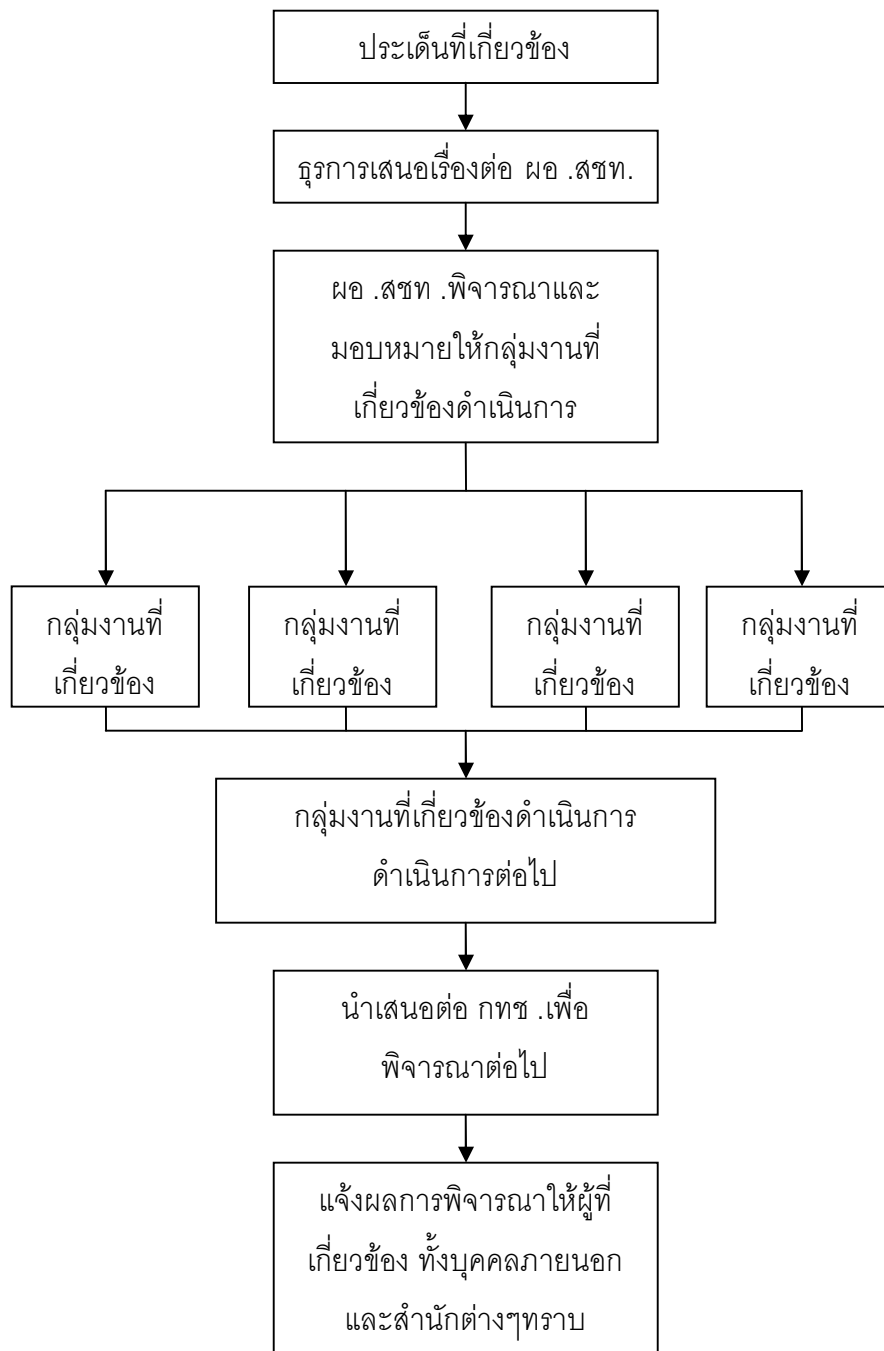 ประเด็นที่เกี่ยวข้อง
ธุรการเสนอเรื่องต่อ ผอ .สชท.
ผอ .สชท .พิจารณาและ
มอบหมายให้กลุ่มงานที่
เกี่ยวข้องดำเนินการ
กลุ่มงานที่
เกี่ยวข้อง
กลุ่มงานที่
เกี่ยวข้อง
กลุ่มงานที่
เกี่ยวข้อง
กลุ่มงานที่
เกี่ยวข้อง
กลุ่มงานที่เกี่ยวข้องดำเนินการ
ดำเนินการต่อไป
นำเสนอต่อ กทช .เพื่อ
พิจารณาต่อไป
แจ้งผลการพิจารณาให้ผู้ที่
เกี่ยวข้อง ทั้งบุคคลภายนอก
และสำนักต่างๆทราบ